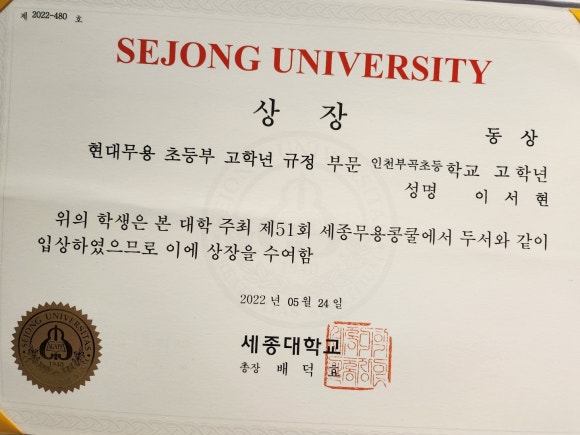 제 2022-480 호
SEJONG UNIVERSITY
상 장
동 상
현대무용 초등부 고학년 규정 부문 인천부곡초등학교 고학년
성명 이 서 현
위의 학생은 본 대학 주최 제51회 세종무용콩쿨에서 두서와 같이
입상하였으므로 이에 상장을 수여함
2022 년 05 월 24 일
세종대학교
총장 배 덕 효
SEJONG UNIVERSITY
1940